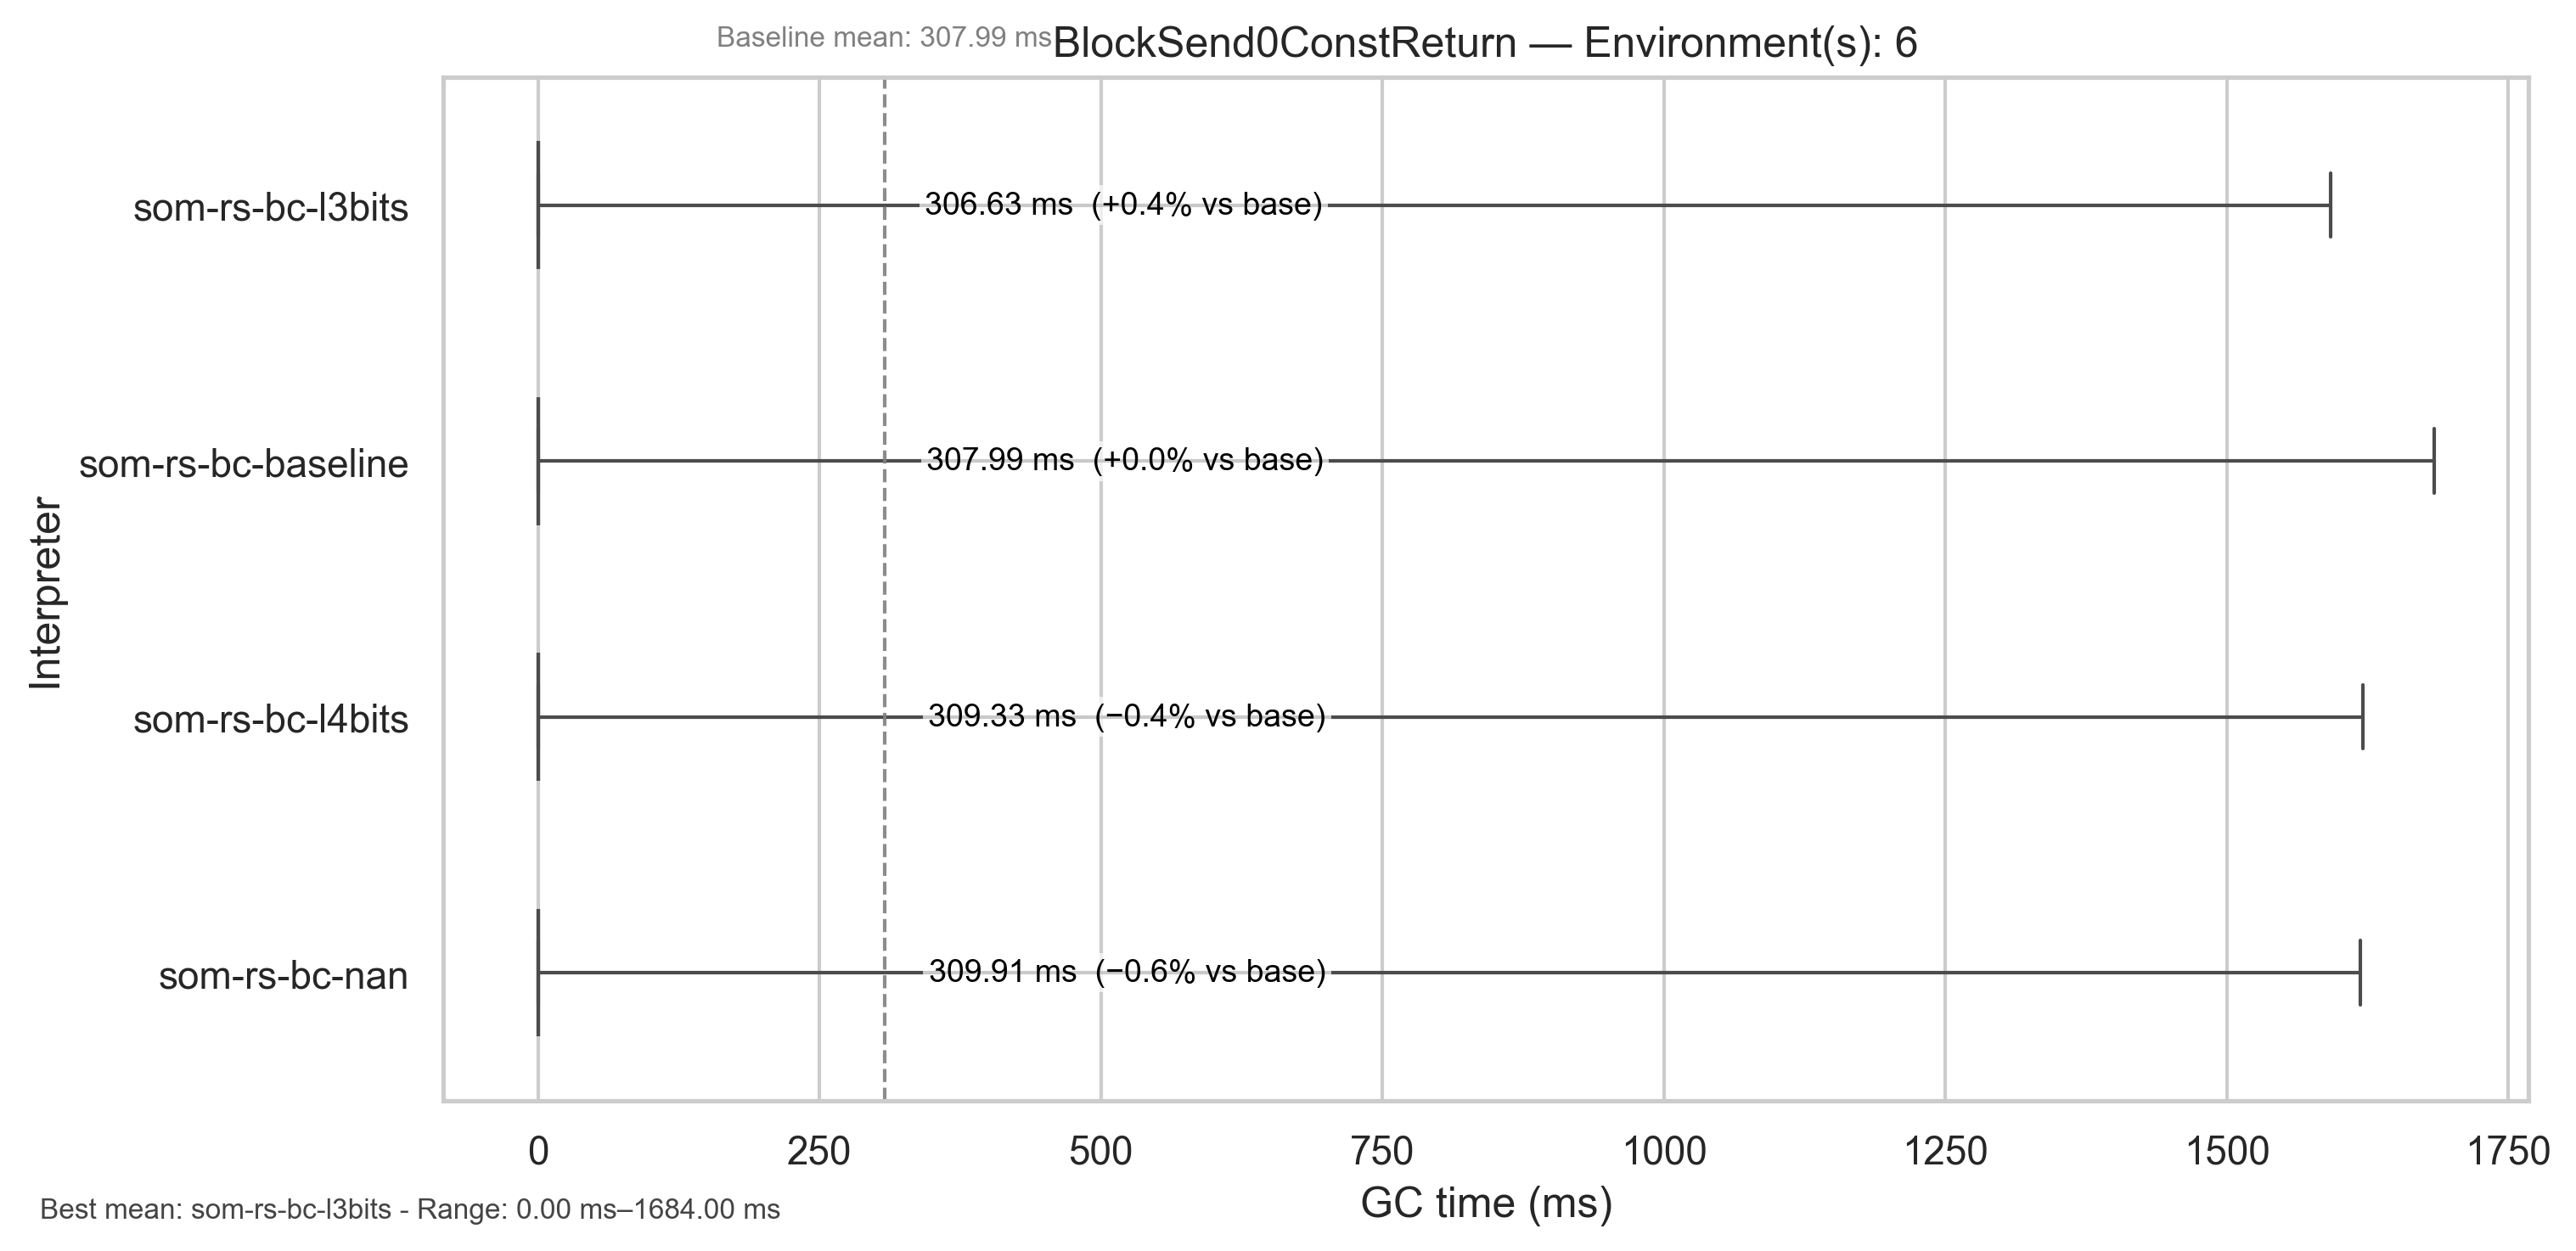 Baseline mean: 307.99 ms
BlockSend0ConstReturn — Environment(s): 6
Interpreter
som-rs-bc-l3bits
306.63 ms (+0.4% vs base)
som-rs-bc-baseline
307.99 ms (+0.0% vs base)
som-rs-bc-l4bits
309.33 ms (−0.4% vs base)
som-rs-bc-nan
309.91 ms (−0.6% vs base)
0 250 500 750 1000 1250 1500 1750
GC time (ms)
Best mean: som-rs-bc-l3bits - Range: 0.00 ms–1684.00 ms